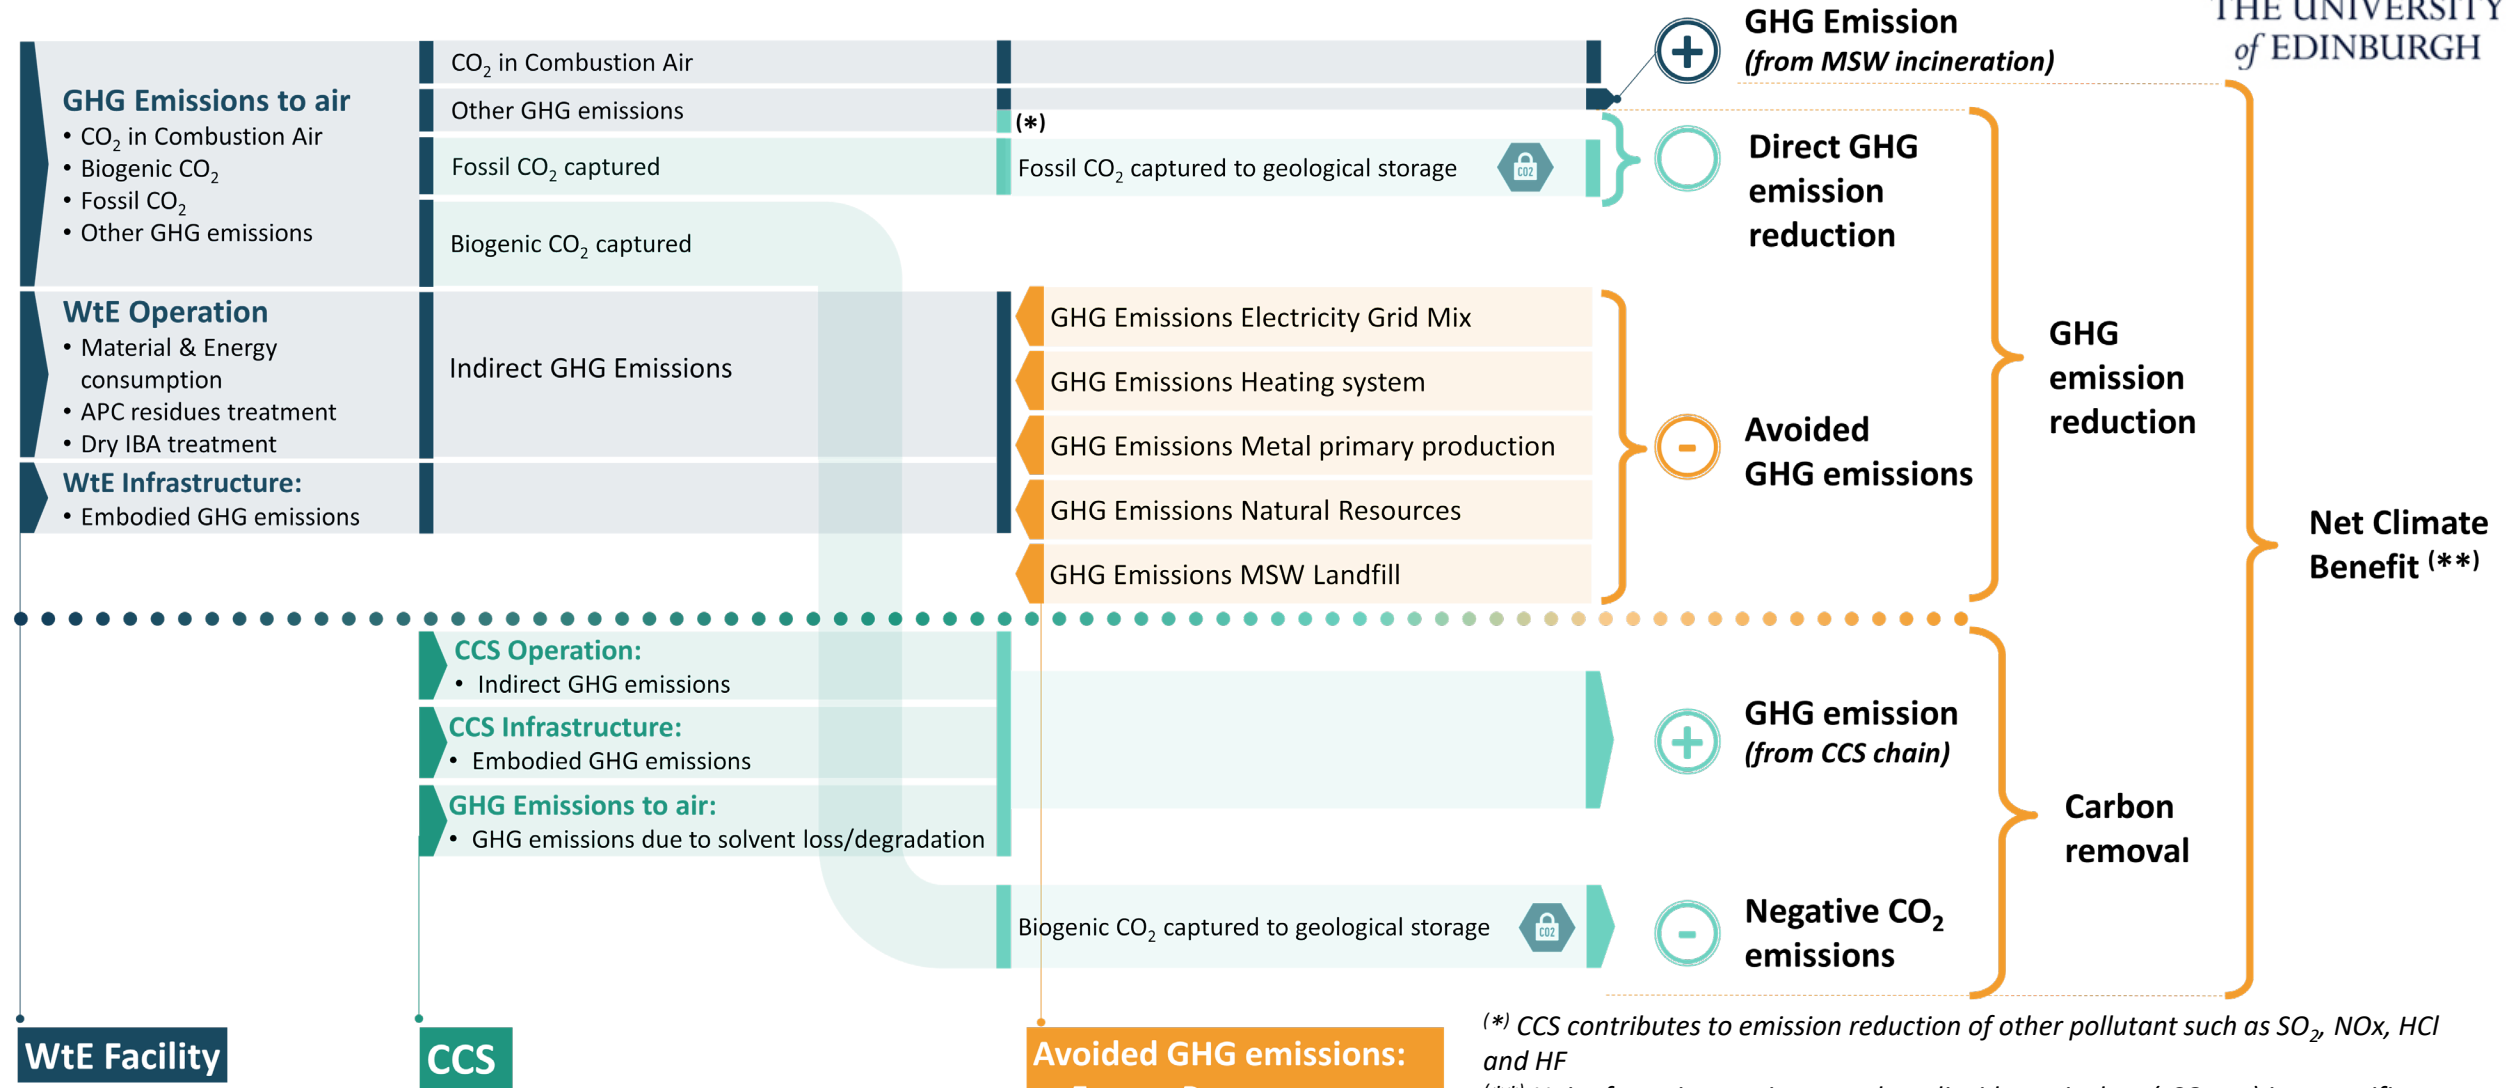 THE UNIVERSITY
of EDINBURGH
GHG Emissions to air
• CO2 in Combustion Air
• Biogenic CO2
• Fossil CO2
• Other GHG emissions
WtE Operation
• Material & Energy
consumption
• APC residues treatment
• Dry IBA treatment
WtE Infrastructure:
• Embodied GHG emissions
CO2 in Combustion Air
Other GHG emissions
Fossil CO2 captured
Biogenic CO2 captured
Indirect GHG Emissions
(*)
Fossil CO2 captured to geological storage
CO2
GHG Emissions Electricity Grid Mix
GHG Emissions Heating system
GHG Emissions Metal primary production
GHG Emissions Natural Resources
GHG Emissions MSW Landfill
+
GHG Emission
(from MSW incineration)
Direct GHG
emission
reduction
-
Avoided
GHG emissions
GHG
emission
reduction
Net Climate
Benefit (**)
CCS Operation:
• Indirect GHG emissions
CCS Infrastructure:
• Embodied GHG emissions
GHG Emissions to air:
• GHG emissions due to solvent loss/degradation
Biogenic CO2 captured to geological storage
CO2
+
GHG emission
(from CCS chain)
-
Negative CO2
emissions
Carbon
removal
WtE Facility
CCS
Avoided GHG emissions:
(*) CCS contributes to emission reduction of other pollutant such as SO2, NOx, HCl
and HF